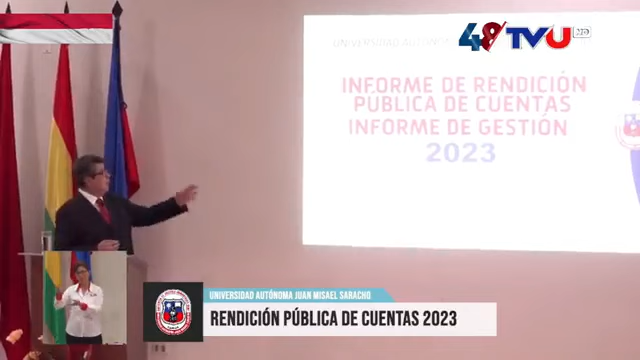 48 TVU HD
UNIVERSIDAD AUTÓNOMA
INFORME DE RENDICIÓN
PÚBLICA DE CUENTAS
INFORME DE GESTIÓN
2023
UNIVERSIDAD AUTÓNOMA JUAN MISAEL SARACHO
RENDICIÓN PÚBLICA DE CUENTAS 2023